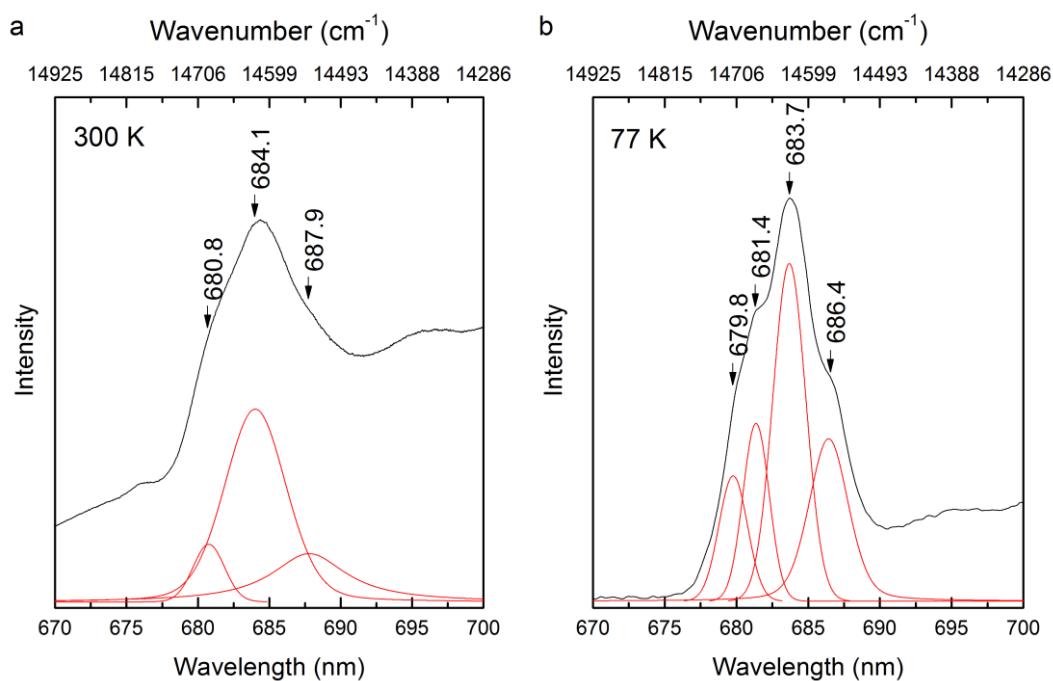 a
Wavenumber (cm-1)
14925 14815 14706 14599 14493 14388 14286
300 K
680.8
684.1
687.9
Intensity
670 675 680 685 690 695 700
Wavelength (nm)
b
Wavenumber (cm-1)
14925 14815 14706 14599 14493 14388 14286
77 K
679.8
681.4
683.7
686.4
Intensity
670 675 680 685 690 695 700
Wavelength (nm)